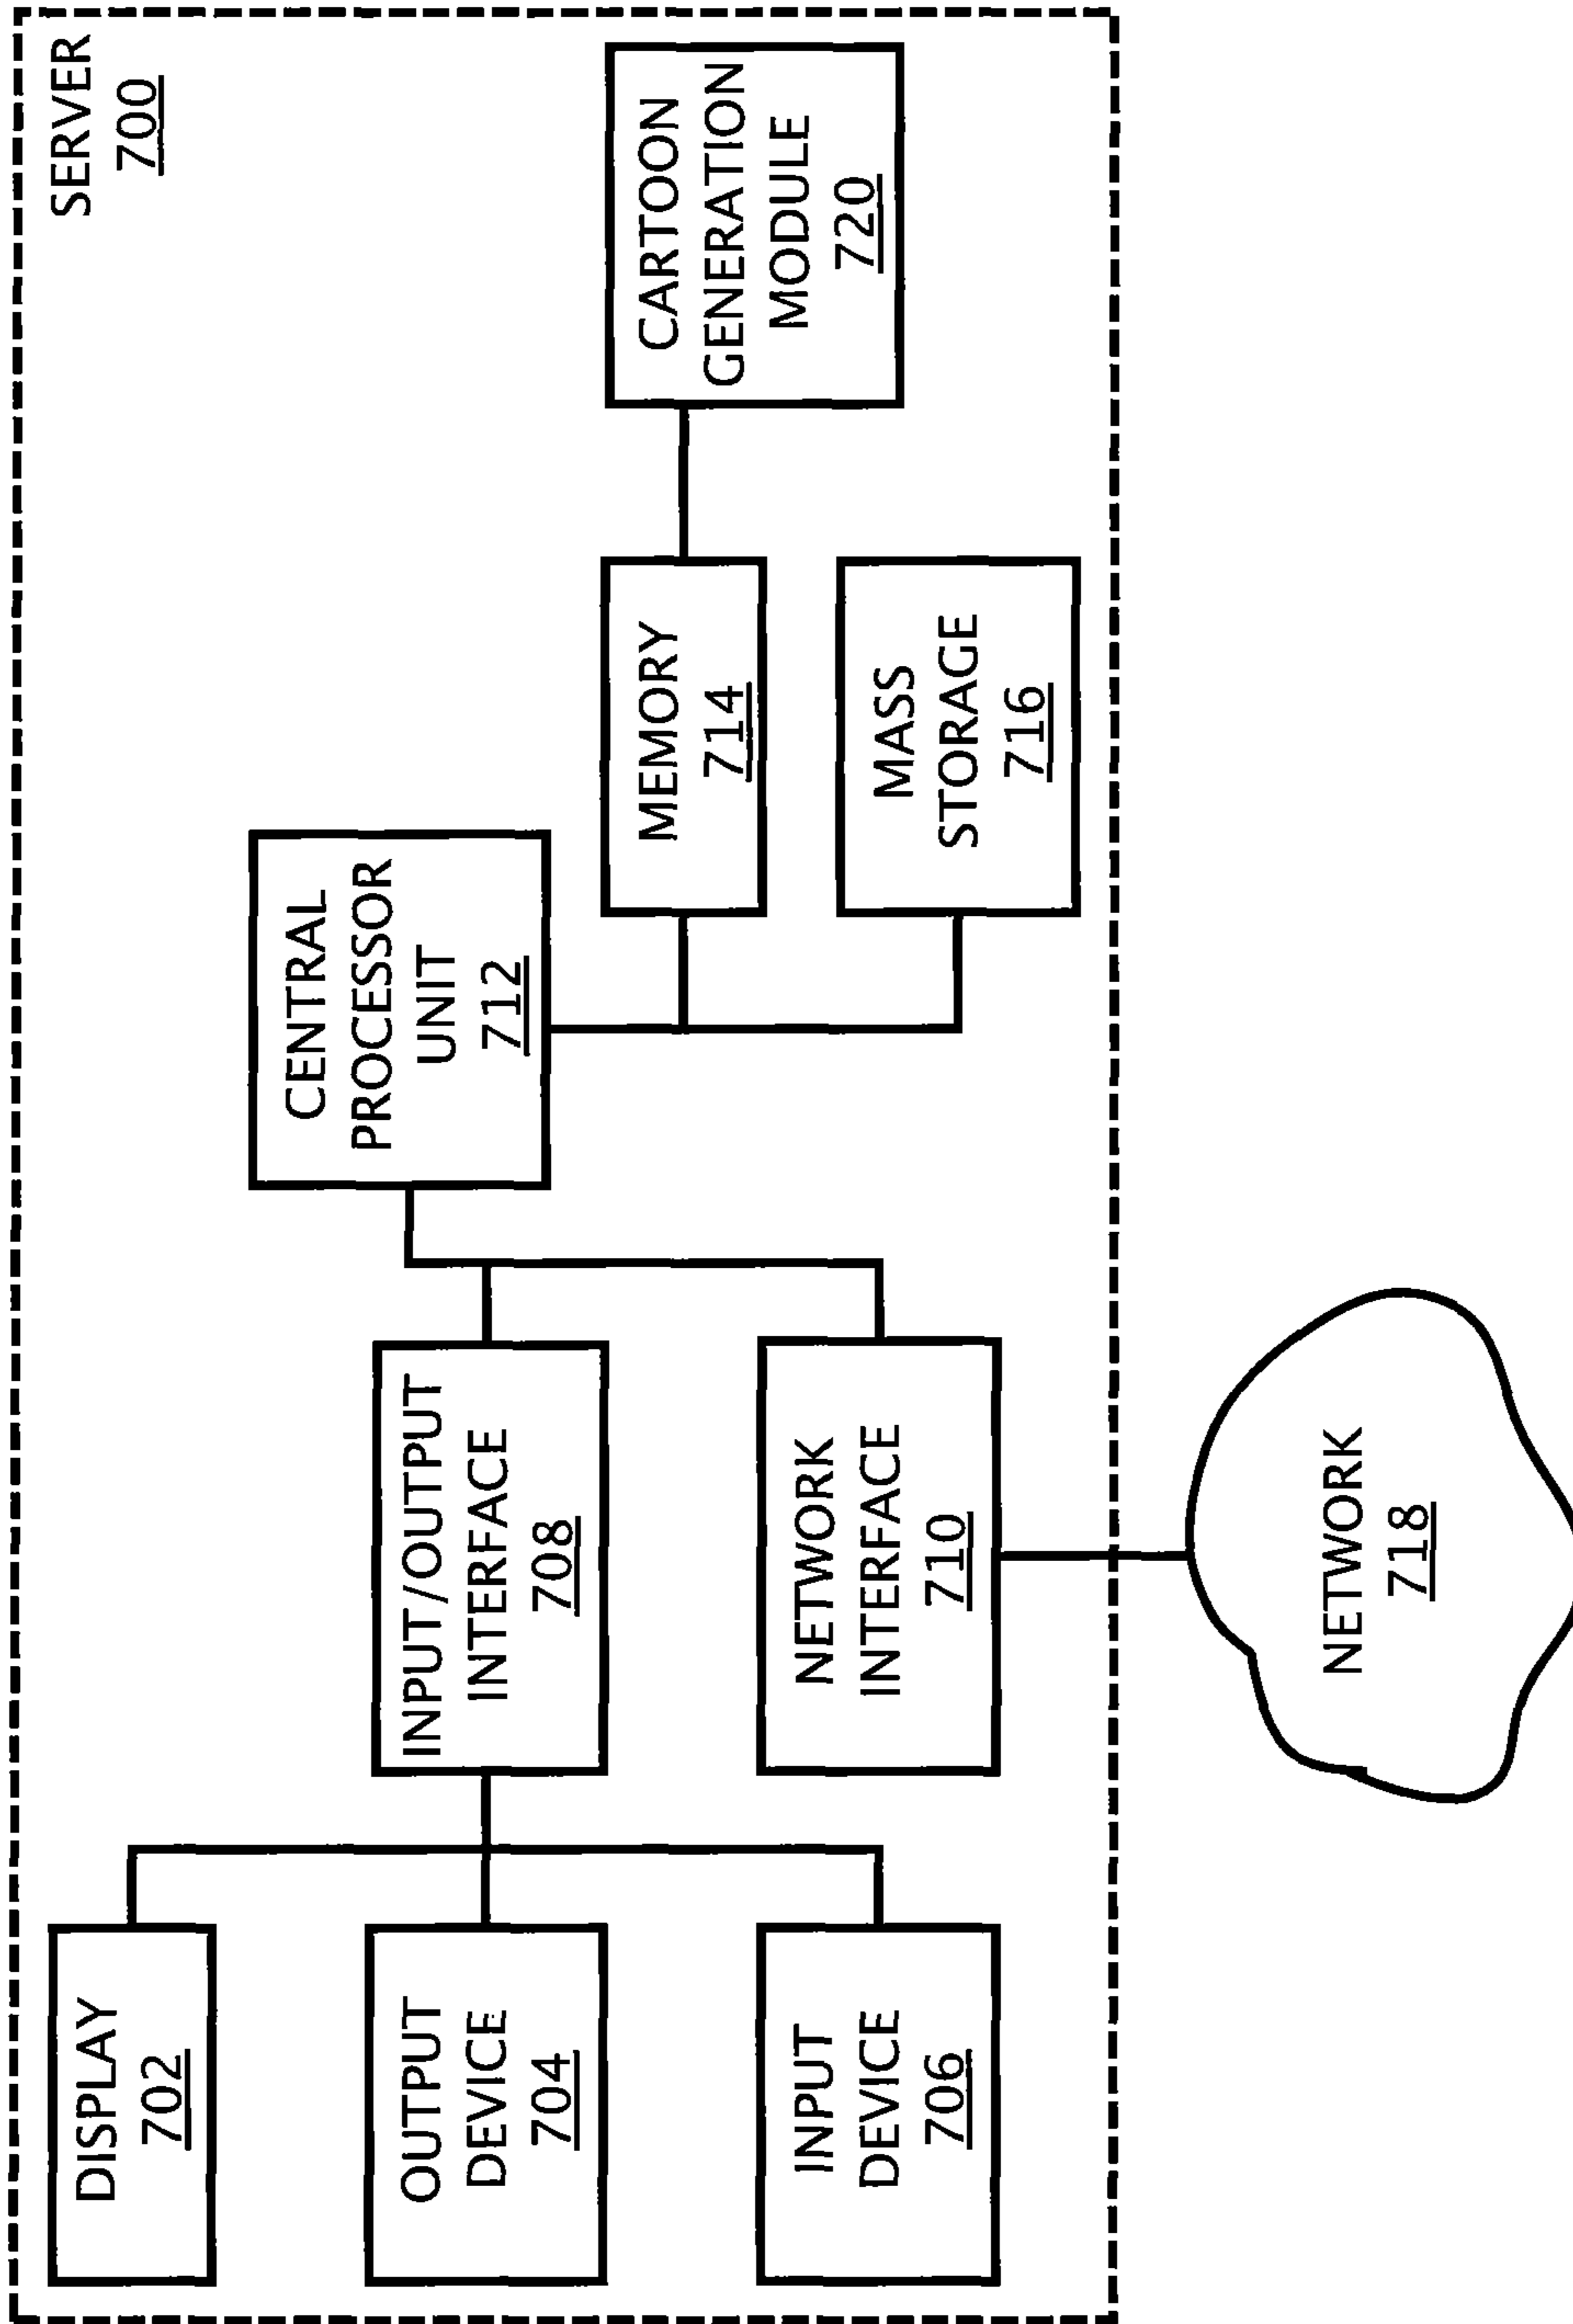 SERVER
700
DISPLAY
702
OUTPUT
DEVICE
704
INPUT
DEVICE
706
INPUT/OUTPUT
INTERFACE
708
NETWORK
INTERFACE
710
CENTRAL
PROCESSOR
UNIT
712
MEMORY
714
MASS
STORAGE
716
CARTOON
GENERATION
MODULE
720
NETWORK
718